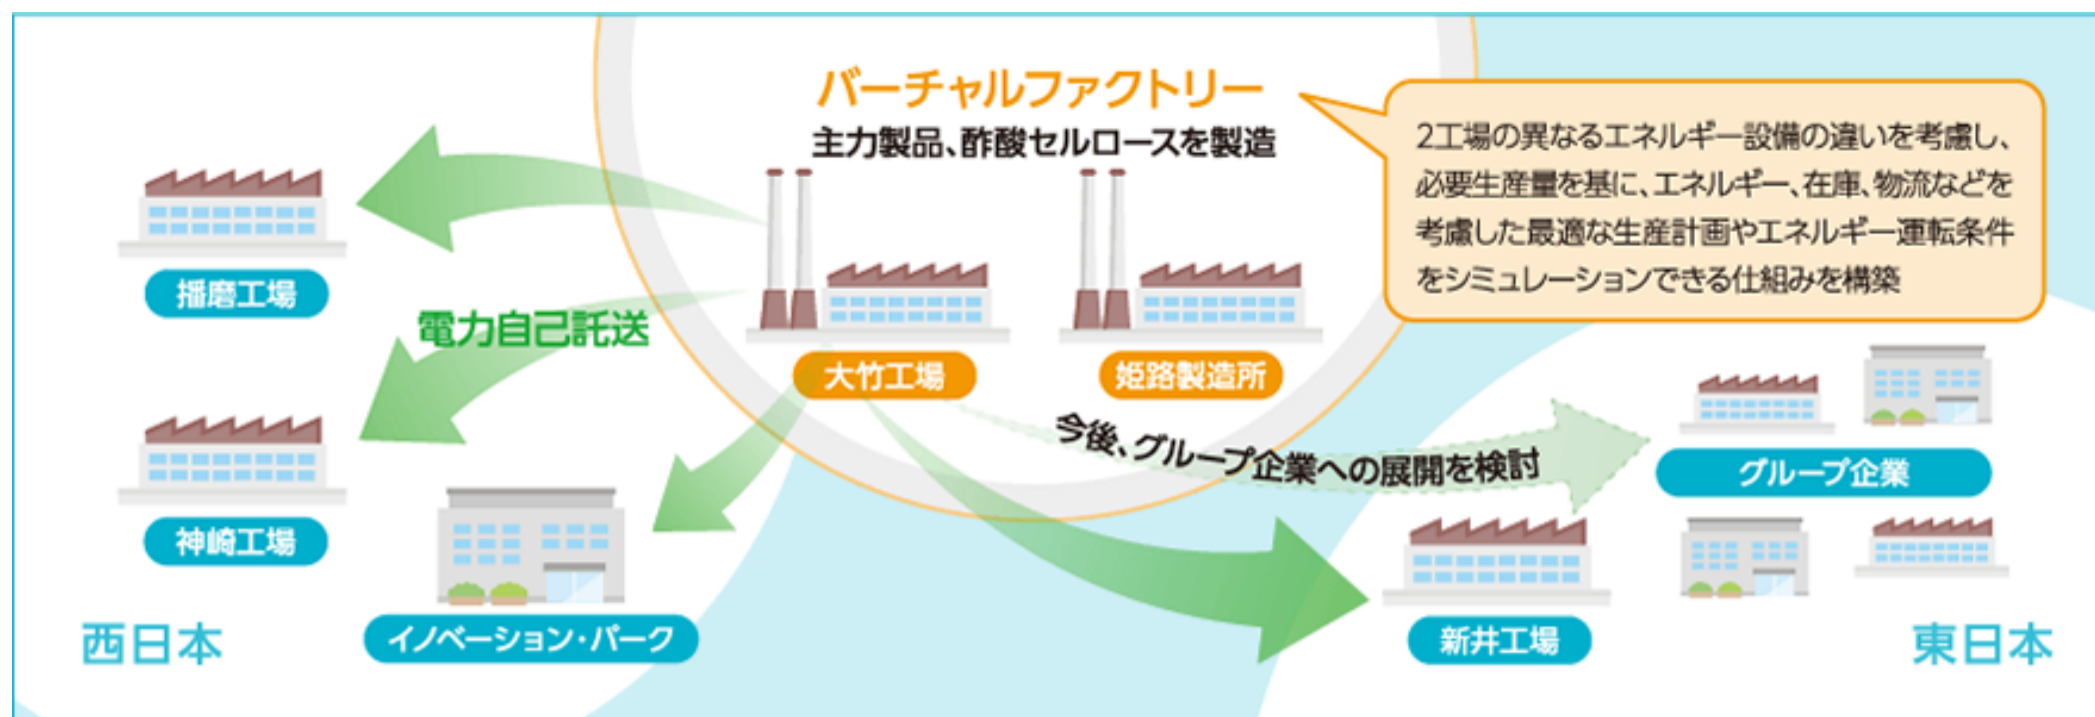 バーチャルファクトリー
主力製品、酢酸セルロースを製造
2工場の異なるエネルギー設備の違いを考慮し、
必要生産量を基に、エネルギー、在庫、物流などを
考慮した最適な生産計画やエネルギー運転条件
をシミュレーションできる仕組みを構築
播磨工場
電力自己託送
大竹工場
姫路製造所
今後、グループ企業への展開を検討
グループ企業
神崎工場
イノベーション・パーク
新井工場
西日本
東日本